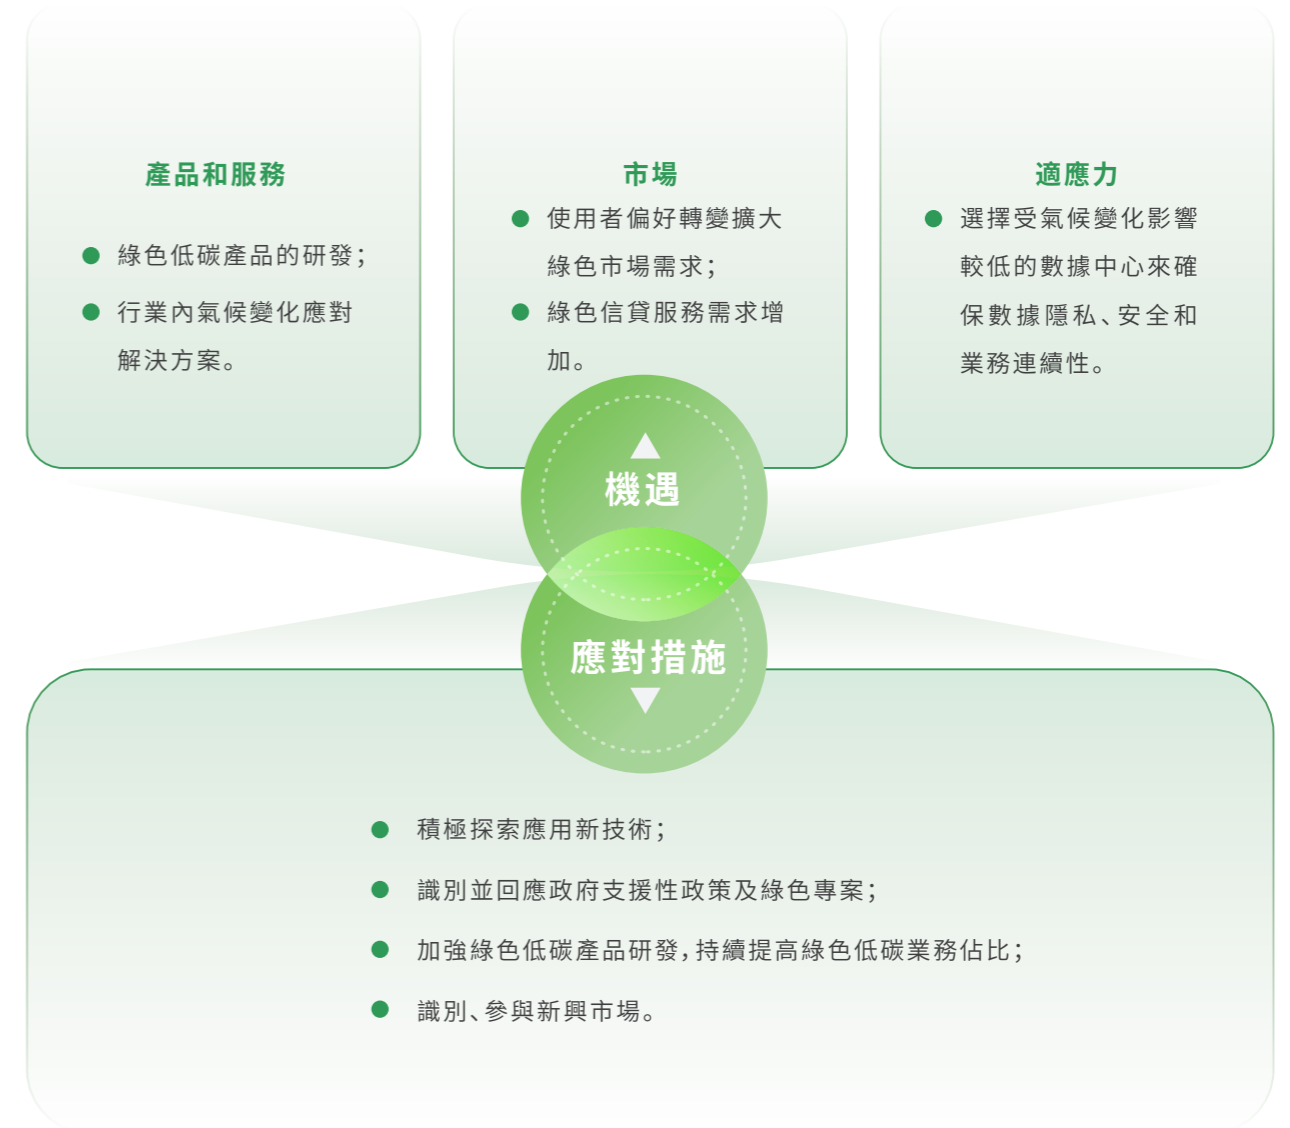 產品和服務
綠色低碳產品的研發；
行業內氣候變化應對
解決方案。
市場
使用者偏好轉變擴大
綠色市場需求；
綠色信貸服務需求增
加。
適應力
選擇受氣候變化影響
較低的數據中心來確
保數據隱私、安全和
業務連續性。
機遇
應對措施
積極探索應用新技術；
識別並回應政府支援性政策及綠色專案；
加強綠色低碳產品研發，持續提高綠色低碳業務佔比；
識別、參與新興市場。